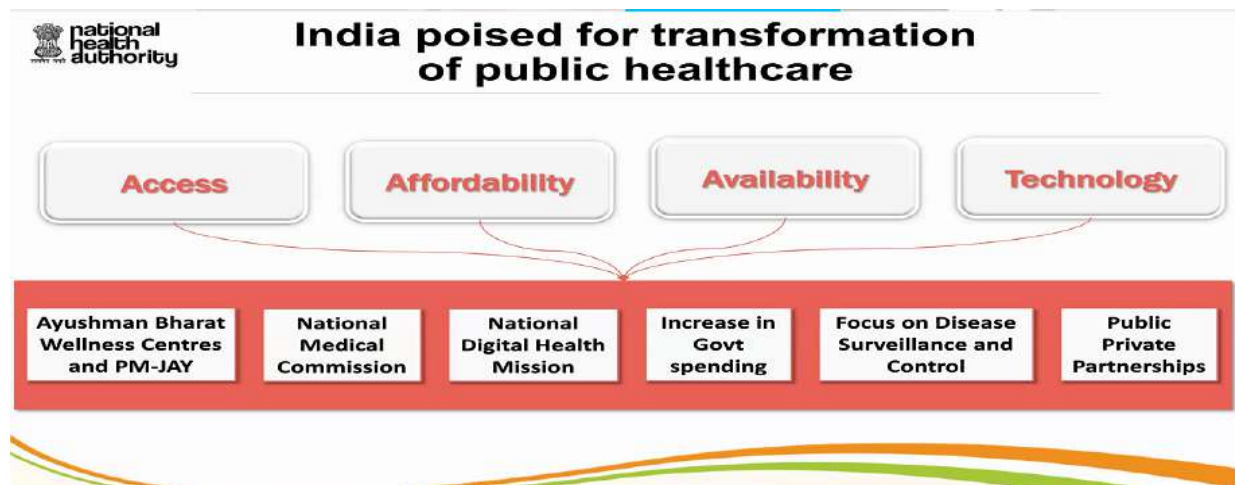 national
health
authority
India poised for transformation
of public healthcare
Access
Affordability
Availability
Technology
Ayushman Bharat
Wellness Centres
and PM-JAY
National
Medical
Commission
National
Digital Health
Mission
Increase in
Govt
spending
Focus on Disease
Surveillance and
Control
Public
Private
Partnerships